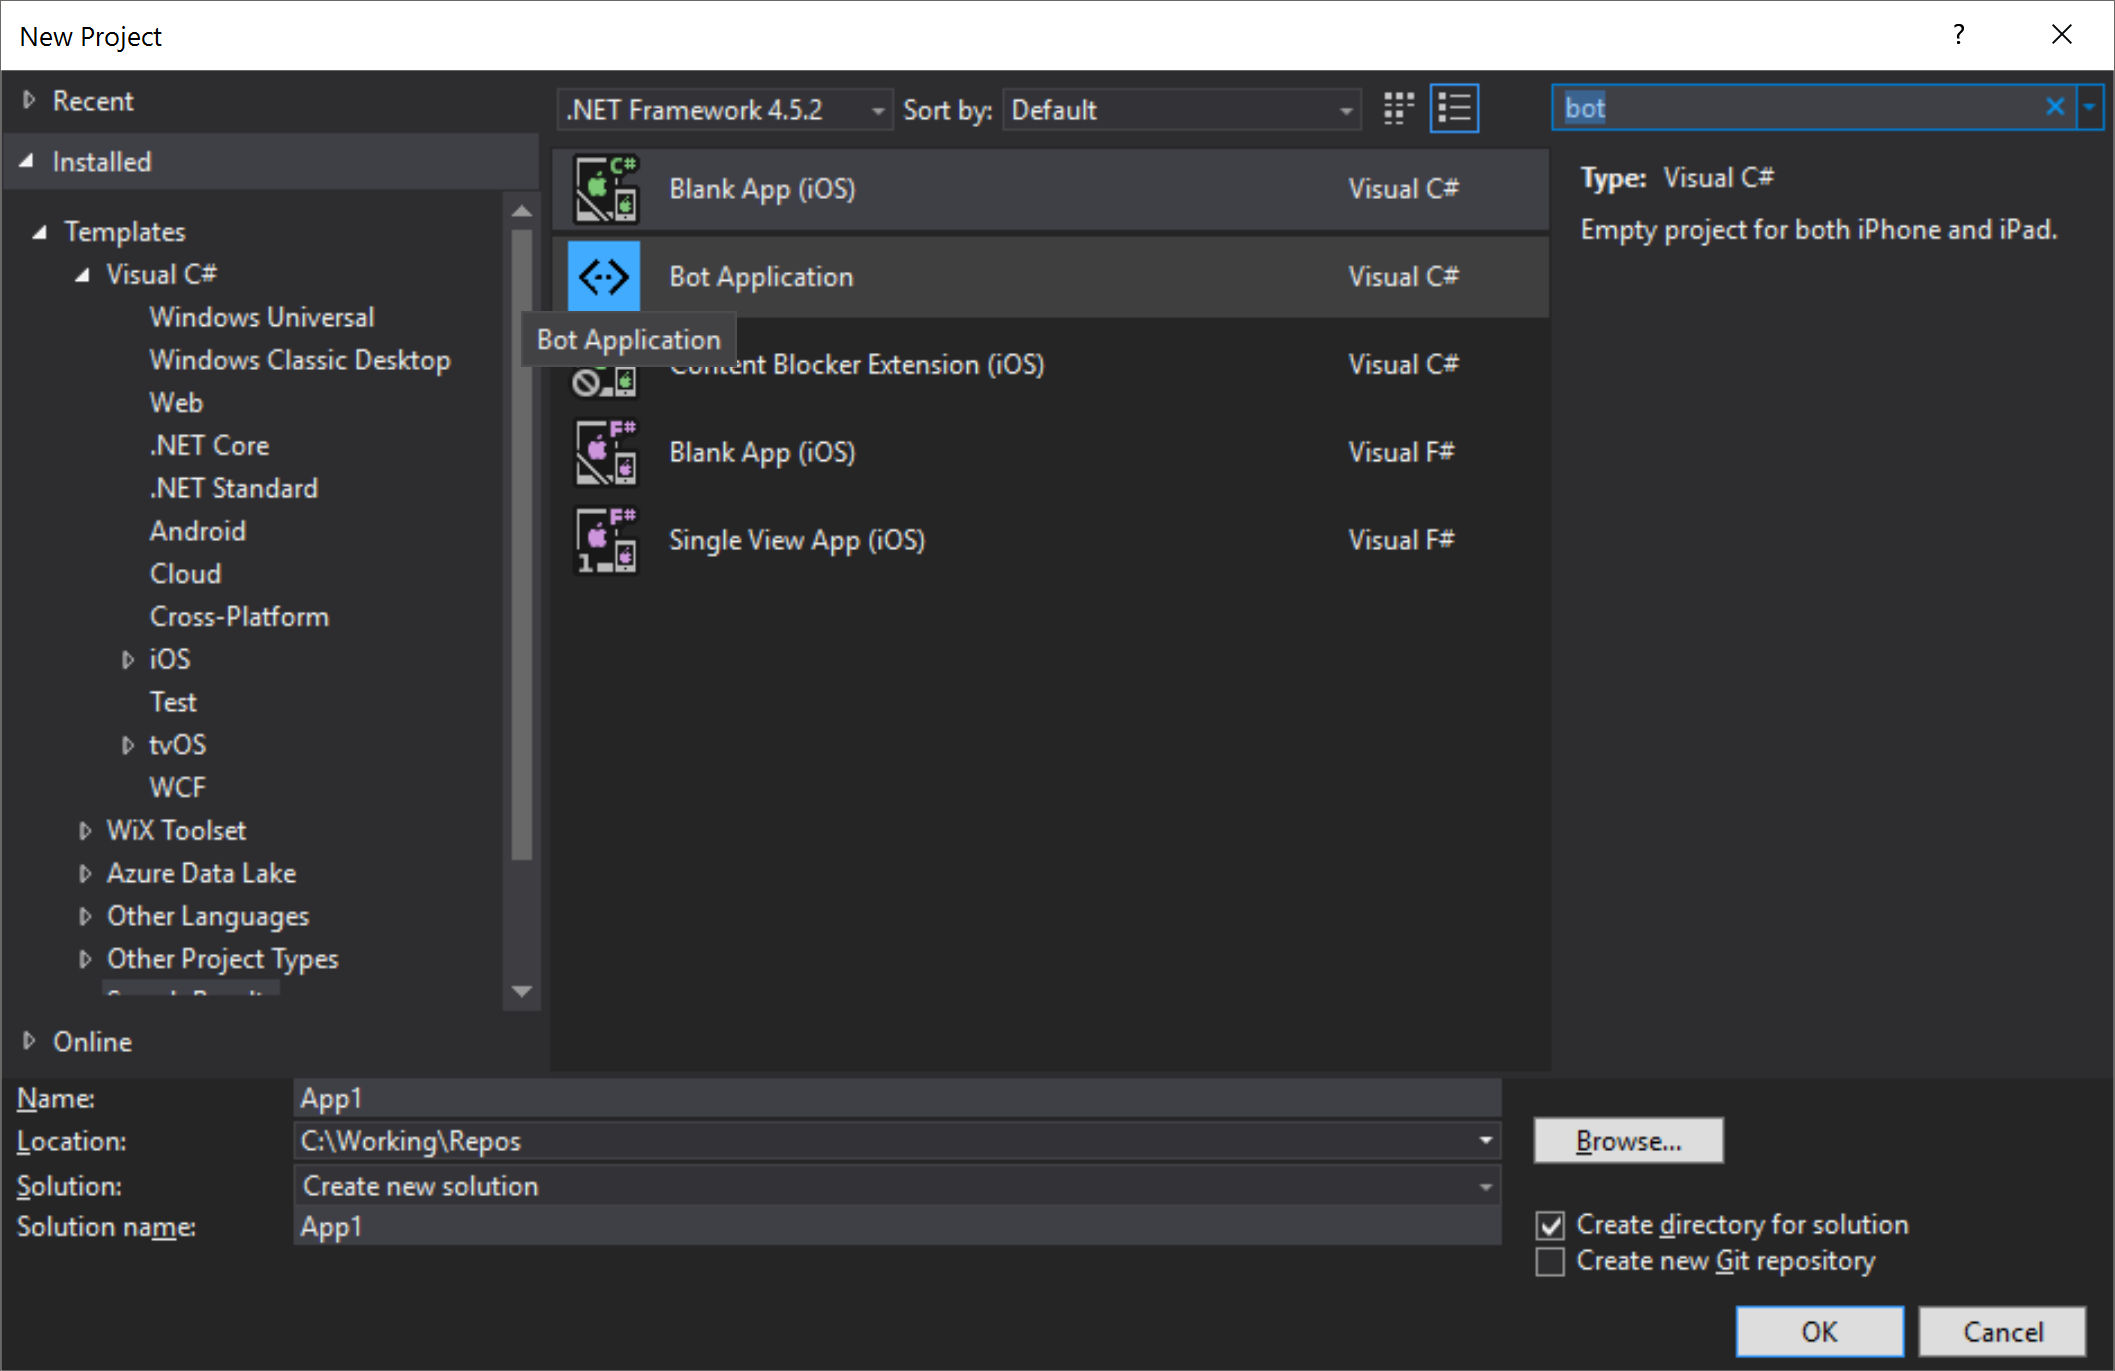 New Project
?
Recent
.NET Framework 4.5.2
Sort by:
Default
bot
Installed
Templates
Visual C#
Windows Universal
Windows Classic Desktop
Web
.NET Core
.NET Standard
Android
Cloud
Cross-Platform
iOS
Test
tvOS
WCF
WiX Toolset
Azure Data Lake
Other Languages
Other Project Types
Online
C#
Blank App (iOS) Visual C#
Bot Application Visual C#
Bot Application
Content Blocker Extension (iOS) Visual C#
F#
Blank App (iOS) Visual F#
F#
1
Single View App (iOS) Visual F#
Type: Visual C#
Empty project for both iPhone and iPad.
Name: App1
Location: C:\Working\Repos
Browse...
Solution: Create new solution
Solution name: App1
Create directory for solution
Create new Git repository
OK
Cancel